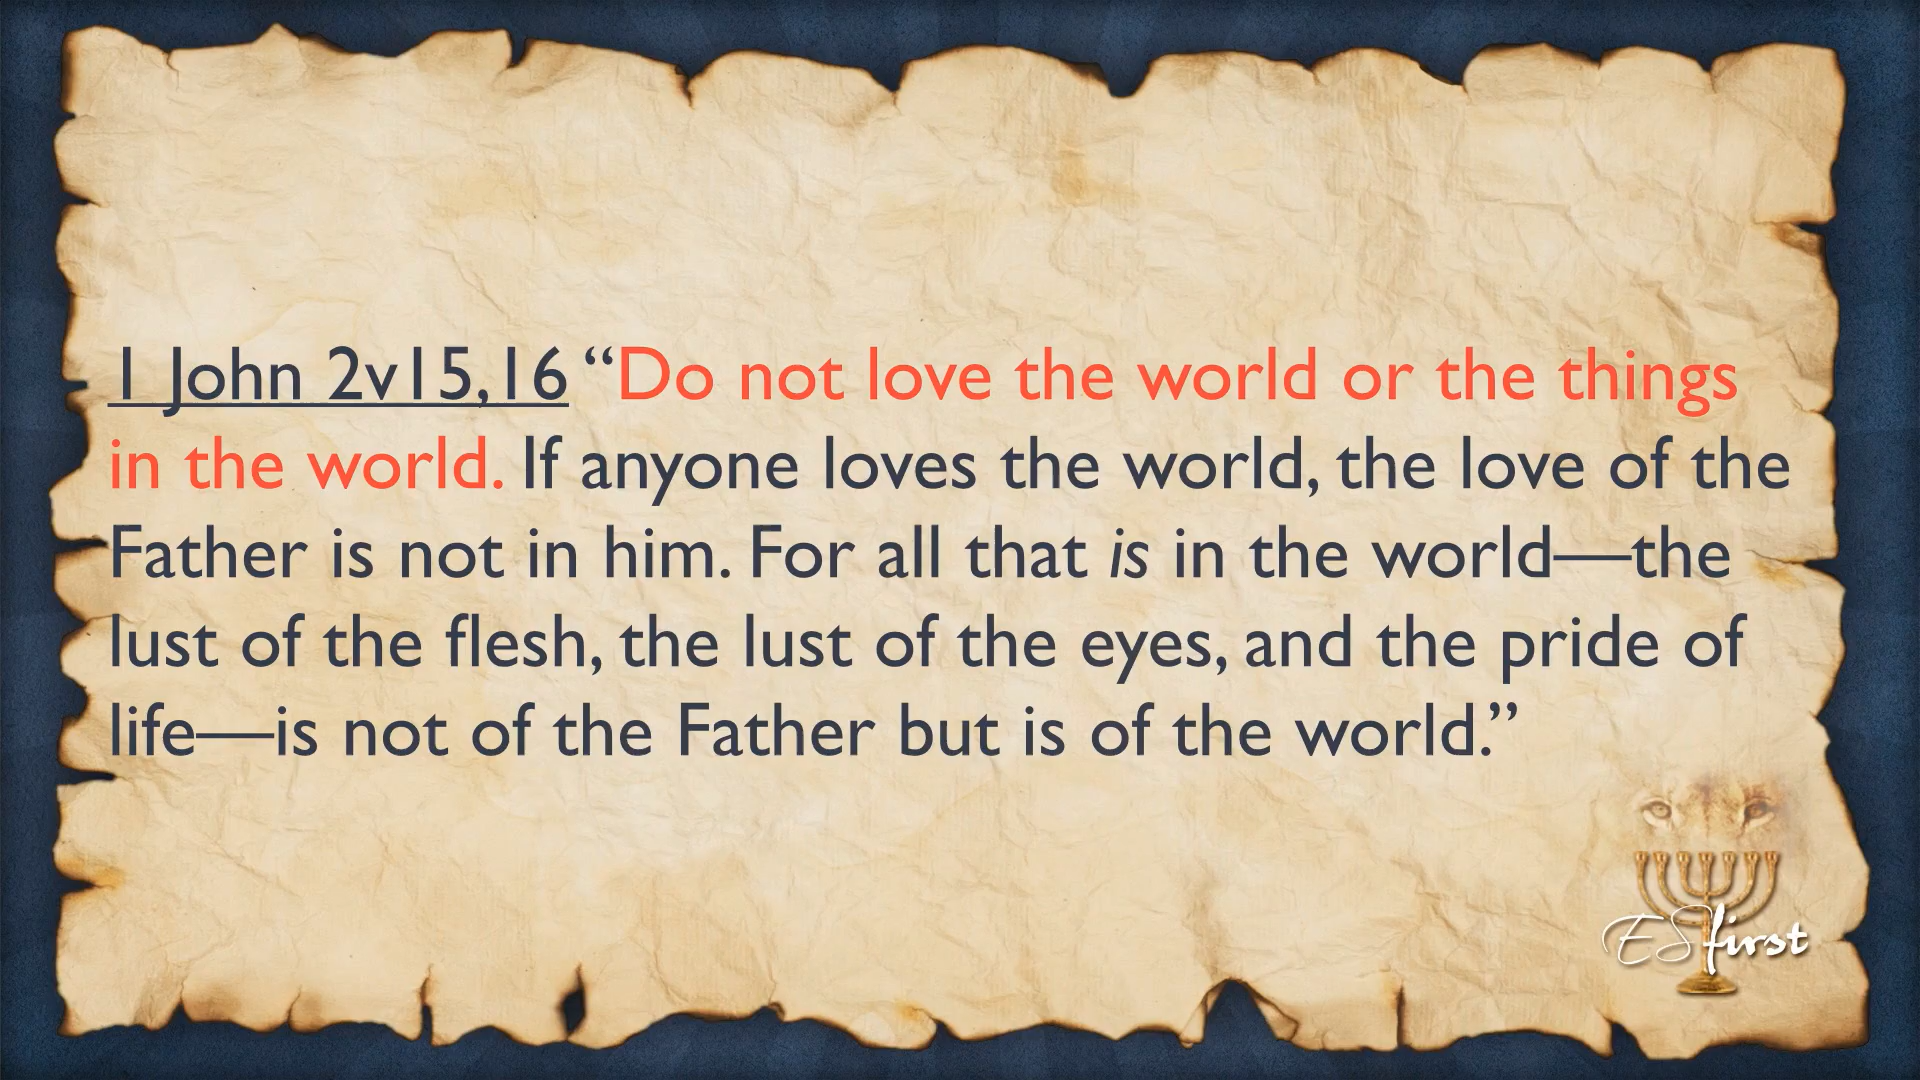 1 John 2v15,16 “Do not love the world or the things
in the world. If anyone loves the world, the love of the
Father is not in him. For all that is in the world—the
lust of the flesh, the lust of the eyes, and the pride of
life—is not of the Father but is of the world.”
ESfirst